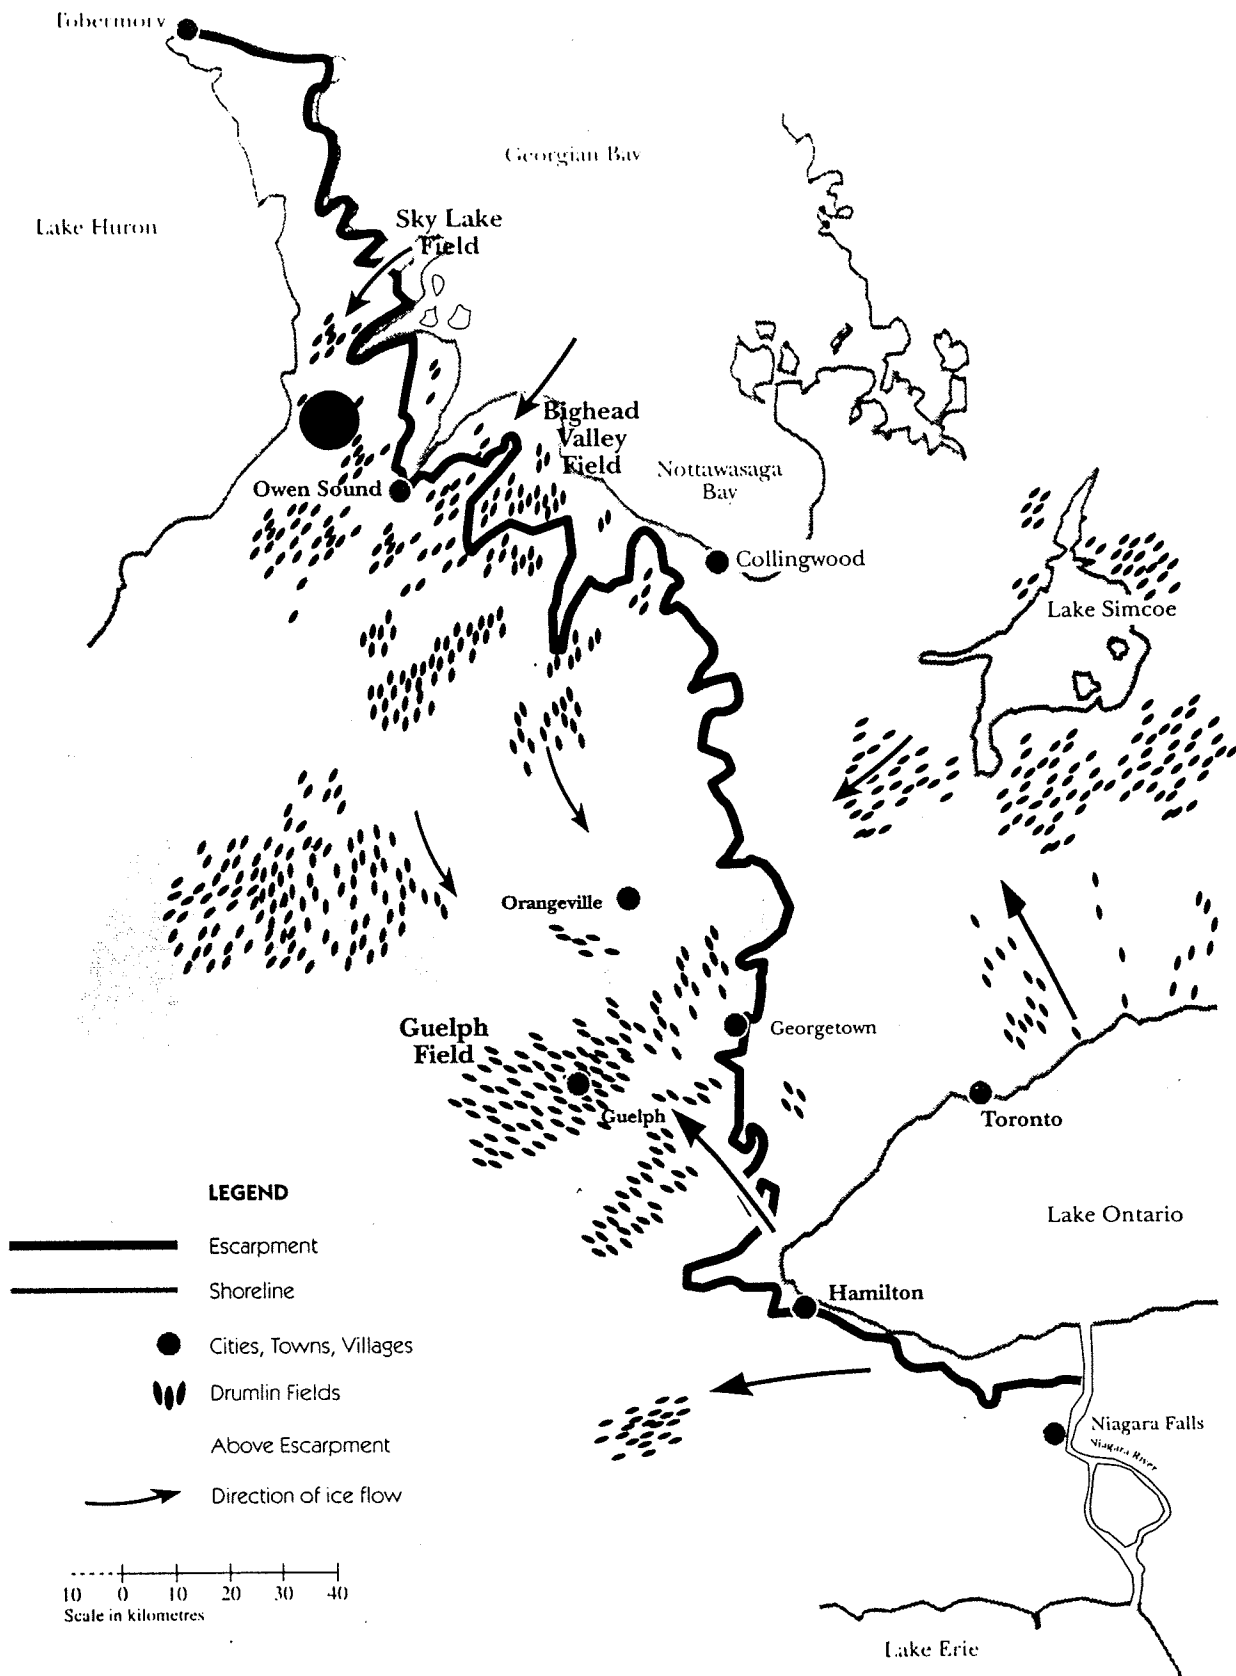 Tobermory
Georgian Bay
Lake Huron
Sky Lake
Field
Bighead
Valley
Field
Nottawasaga
Bay
Owen Sound
Collingwood
Lake Simcoe
Orangeville
Guelph
Field
Georgetown
Guelph
Toronto
Lake Ontario
Hamilton
Niagara Falls
Niagara River
Lake Erie
LEGEND
Escarpment
Shoreline
Cities, Towns, Villages
Drumlin Fields
Above Escarpment
Direction of ice flow
10 0 10 20 30 40
Scale in kilometres